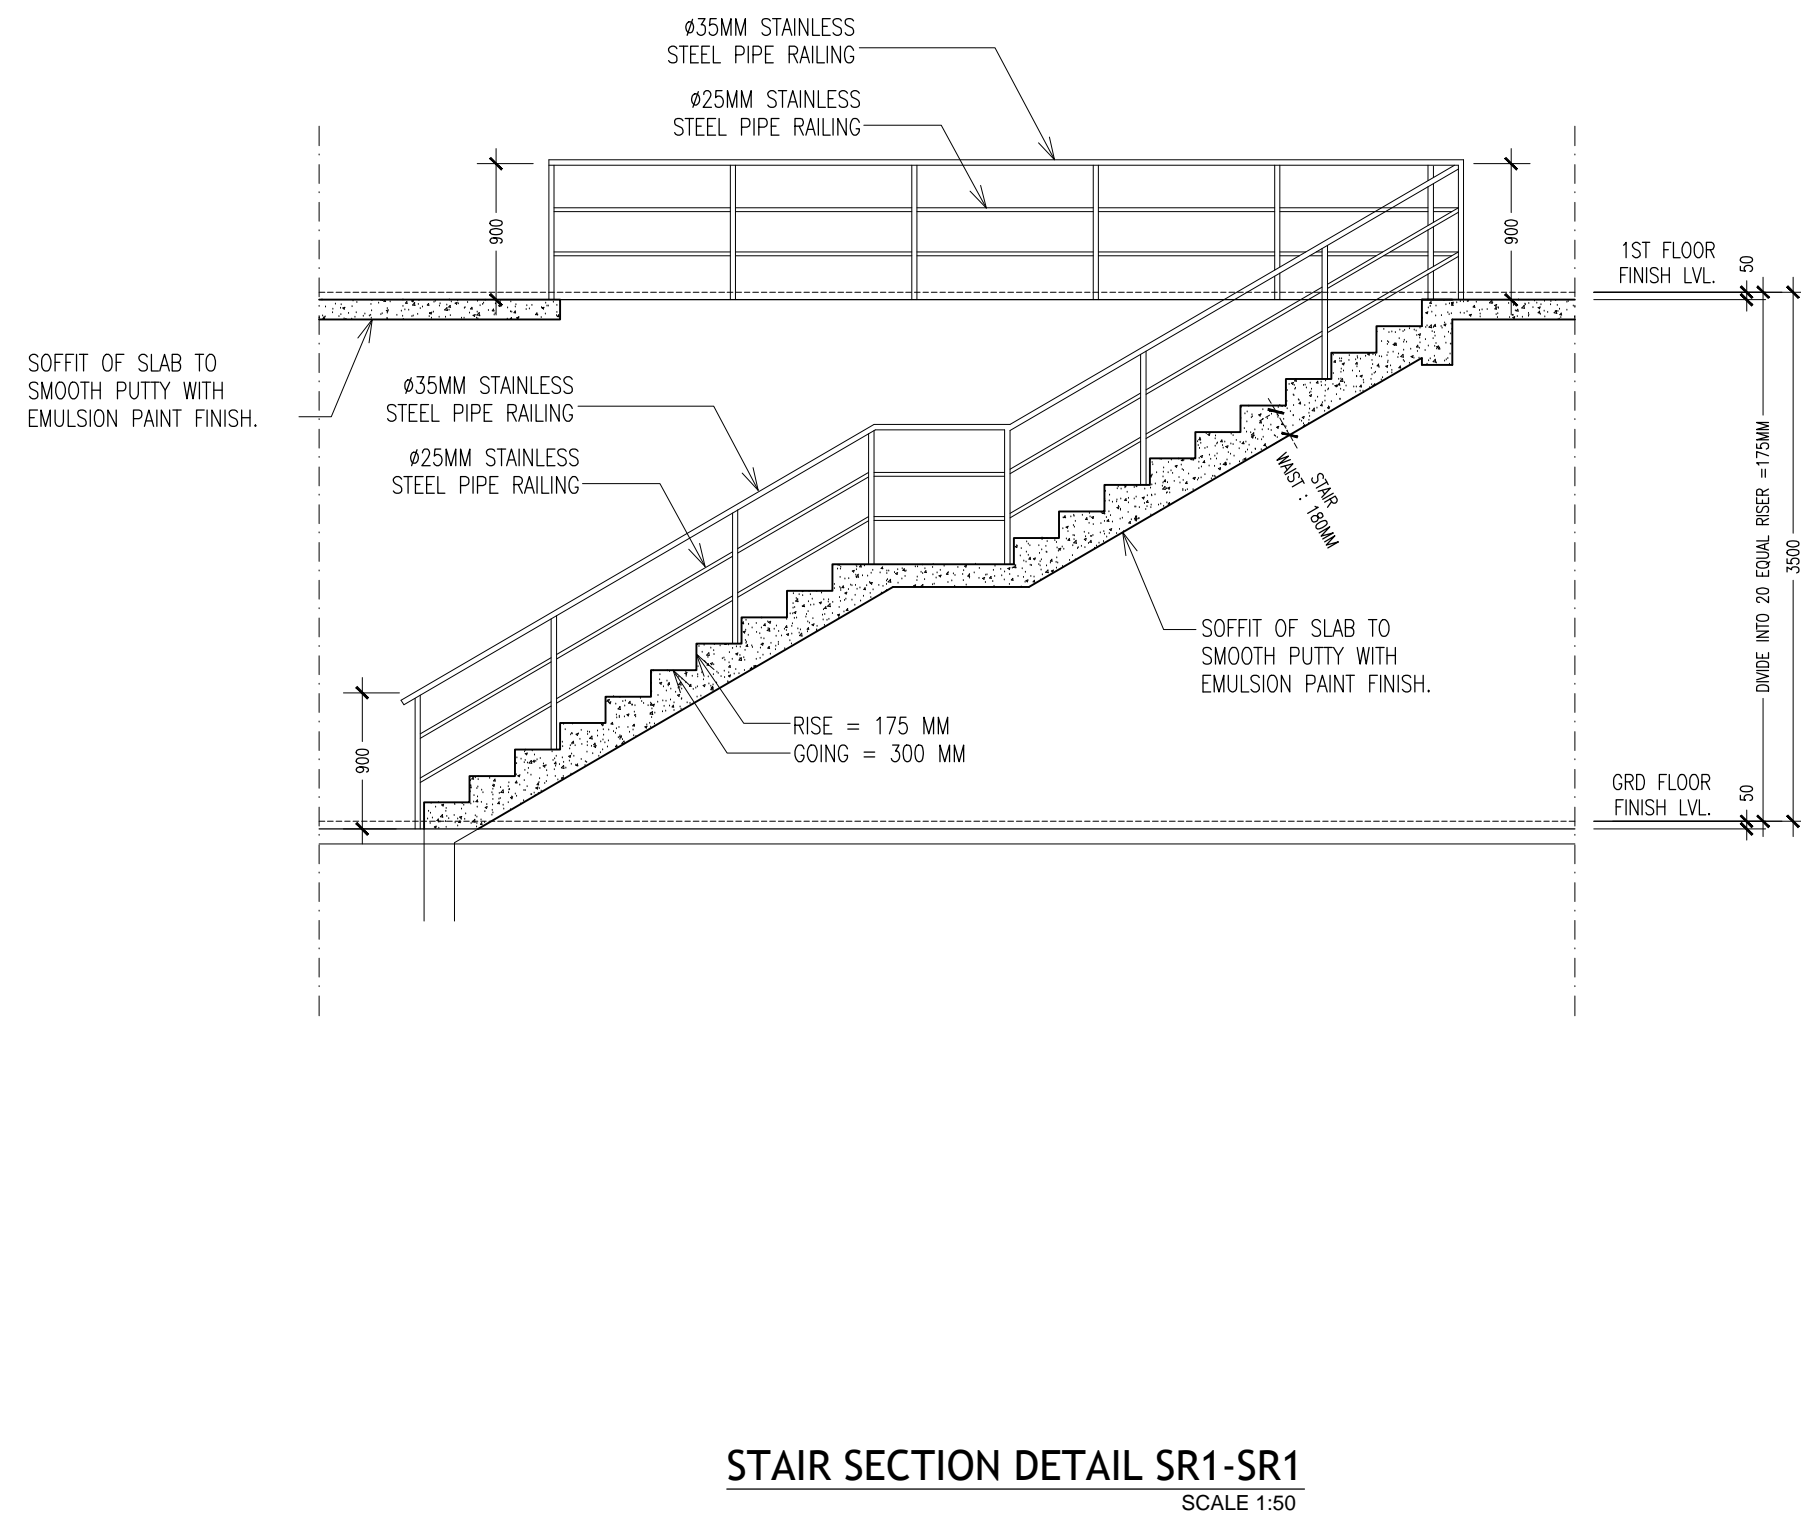 ø35MM STAINLESS
STEEL PIPE RAILING
ø25MM STAINLESS
STEEL PIPE RAILING
900
900
1ST FLOOR
FINISH LVL.
50
SOFFIT OF SLAB TO
SMOOTH PUTTY WITH
EMULSION PAINT FINISH.
ø35MM STAINLESS
STEEL PIPE RAILING
ø25MM STAINLESS
STEEL PIPE RAILING
STAIR
WAIST : 180MM
DIVIDE INTO 20 EQUAL RISER =175MM
3500
SOFFIT OF SLAB TO
SMOOTH PUTTY WITH
EMULSION PAINT FINISH.
RISE = 175 MM
GOING = 300 MM
900
GRD FLOOR
FINISH LVL.
50
STAIR SECTION DETAIL SR1-SR1
SCALE 1:50